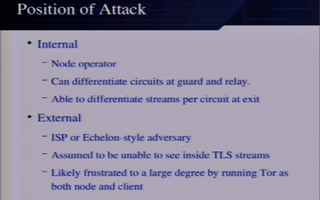 Position of Attack
• Internal
– Node operator
– Can differentiate circuits at guard and relay.
– Able to differentiate streams per circuit at exit
• External
– ISP or Echelon-style adversary
– Assumed to be unable to see inside TLS streams
– Likely frustrated to a large degree by running Tor as
both node and client